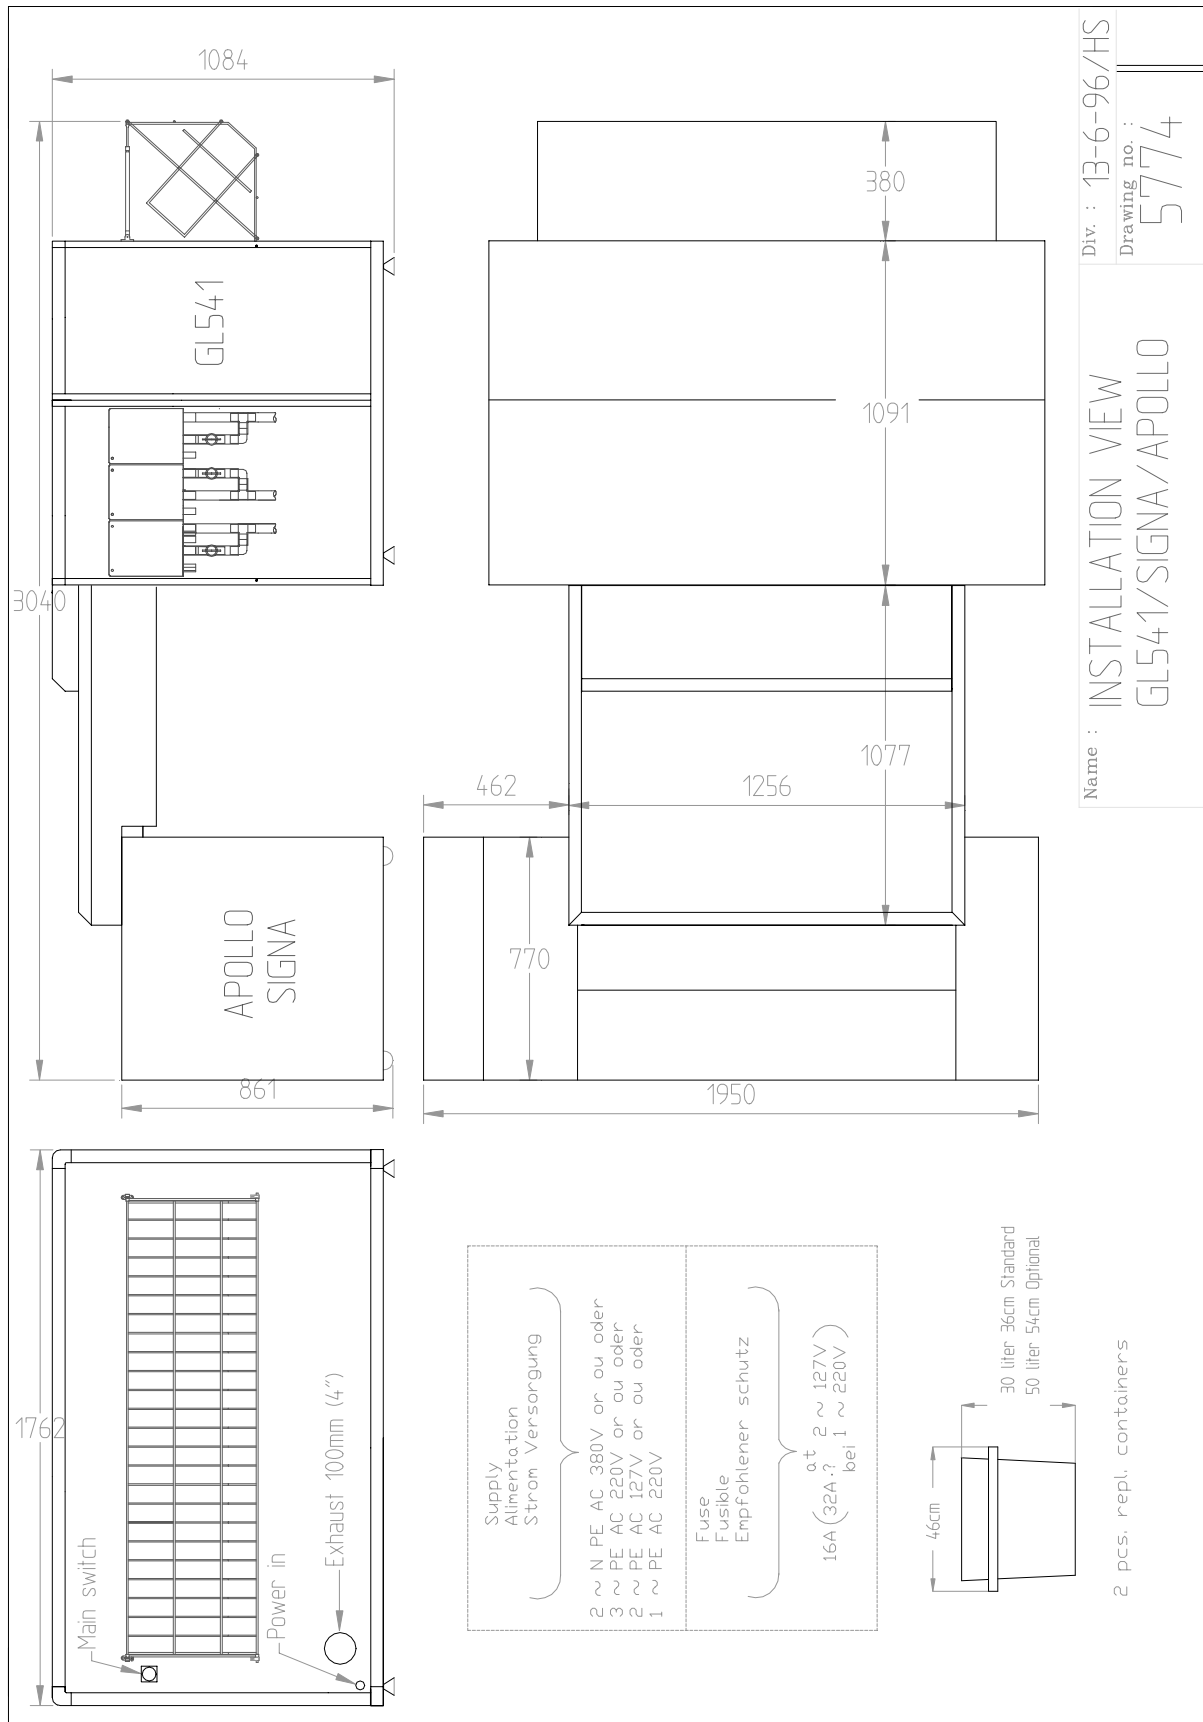 1084
3040
GL541
APOLLO
SIGNA
861
380
1091
1077
462
1256
770
1950
Div. : 13-6-96/HS
Drawing no. :
5774
Name :
INSTALLATION VIEW
GL541/SIGNA/APOLLO
1762
Main switch
Power in
Exhaust 100mm (4")
Supply
Alimentation
Strom Versorgung
2 ~ N PE AC 380V or ou oder
3 ~ PE AC 220V or ou oder
2 ~ PE AC 127V or ou oder
1 ~ PE AC 220V
Fuse
Fusible
Empfohlener schutz
16A (32A.? at 2 ~ 127V)
bei 1 ~ 220V
46cm
30 liter 36cm Standard
50 liter 54cm Optional
2 pcs. repl. containers